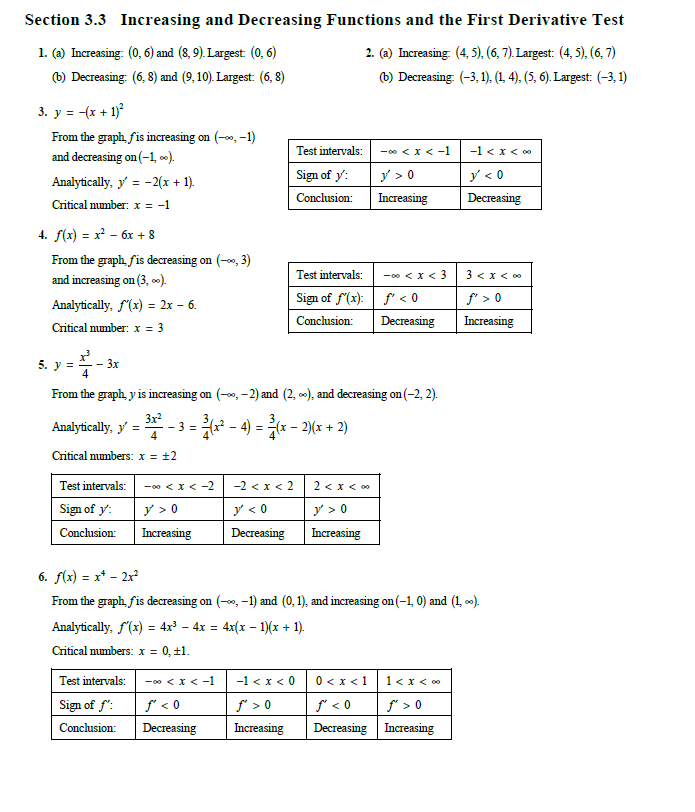 Section 3.3 Increasing and Decreasing Functions and the First Derivative Test
1. (a) Increasing: (0, 6) and (8, 9). Largest: (0, 6)
(b) Decreasing: (6, 8) and (9, 10). Largest: (6, 8)
2. (a) Increasing: (4, 5), (6, 7). Largest: (4, 5), (6, 7)
(b) Decreasing: (−3, 1), (1, 4), (5, 6). Largest: (−3, 1)
3. y = −(x + 1)²
From the graph, f is increasing on (−∞, −1)
and decreasing on (−1, ∞).
Analytically, y′ = −2(x + 1).
Critical number: x = −1
Test intervals: −∞ < x < −1 −1 < x < ∞
Sign of y′: y′ > 0 y′ < 0
Conclusion: Increasing Decreasing
4. f(x) = x² − 6x + 8
From the graph, f is decreasing on (−∞, 3)
and increasing on (3, ∞).
Analytically, f′(x) = 2x − 6.
Critical number: x = 3
Test intervals: −∞ < x < 3 3 < x < ∞
Sign of f′(x): f′ < 0 f′ > 0
Conclusion: Decreasing Increasing
5. y = x³/4 − 3x
From the graph, y is increasing on (−∞, −2) and (2, ∞), and decreasing on (−2, 2).
Analytically, y′ = 3x²/4 − 3 = 3/4(x² − 4) = 3/4(x − 2)(x + 2)
Critical numbers: x = ±2
Test intervals: −∞ < x < −2 −2 < x < 2 2 < x < ∞
Sign of y′: y′ > 0 y′ < 0 y′ > 0
Conclusion: Increasing Decreasing Increasing
6. f(x) = x⁴ − 2x²
From the graph, f is decreasing on (−∞, −1) and (0, 1), and increasing on (−1, 0) and (1, ∞).
Analytically, f′(x) = 4x³ − 4x = 4x(x − 1)(x + 1).
Critical numbers: x = 0, ±1.
Test intervals: −∞ < x < −1 −1 < x < 0 0 < x < 1 1 < x < ∞
Sign of f′: f′ < 0 f′ > 0 f′ < 0 f′ > 0
Conclusion: Decreasing Increasing Decreasing Increasing